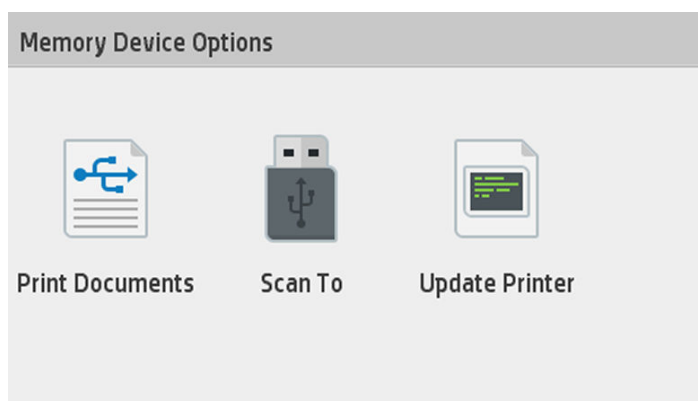 Memory Device Options
Print Documents
Scan To
Update Printer